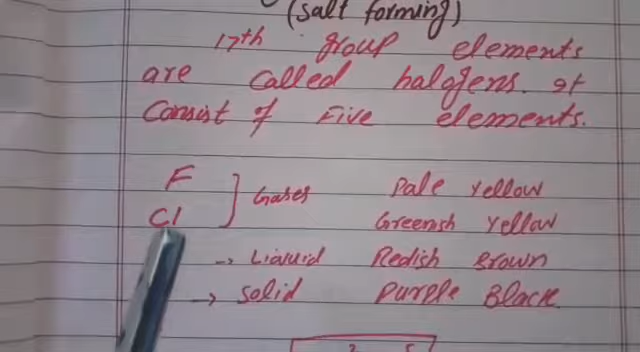 (Salt forming)
17th group elements
are called halogens. It
Consist of Five elements.
F ] Gases Pale Yellow
Cl Greenish Yellow
→ Liquid Redish Brown
→ Solid Purple Black